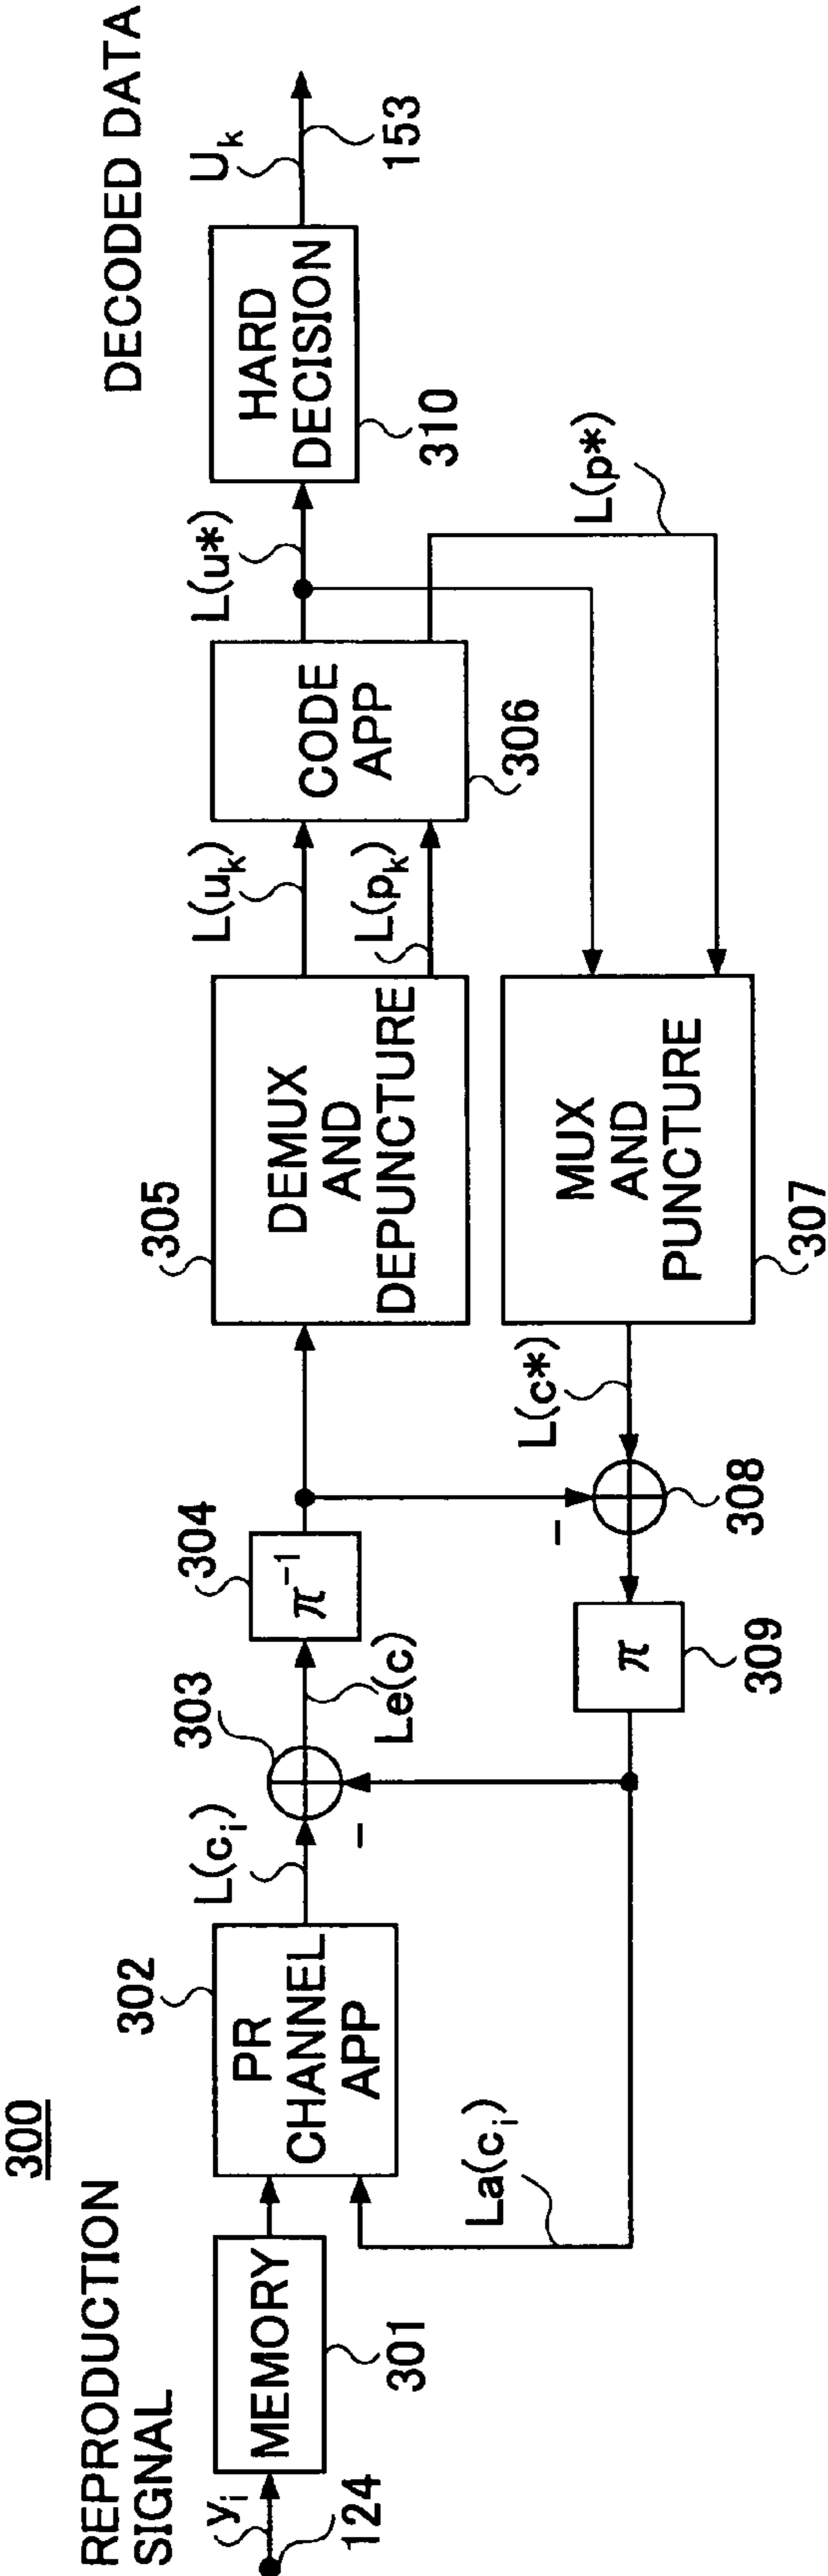 300
REPRODUCTION
SIGNAL
yi
124
MEMORY
301
PR
CHANNEL
APP
302
La(ci)
L(ci)
303
–
Le(c)
π⁻¹
304
305
DEMUX
AND
DEPUNCTURE
L(uk)
L(pk)
CODE
APP
306
L(u*)
HARD
DECISION
310
DECODED DATA
Uk
153
L(p*)
MUX
AND
PUNCTURE
307
L(c*)
–
308
π
309